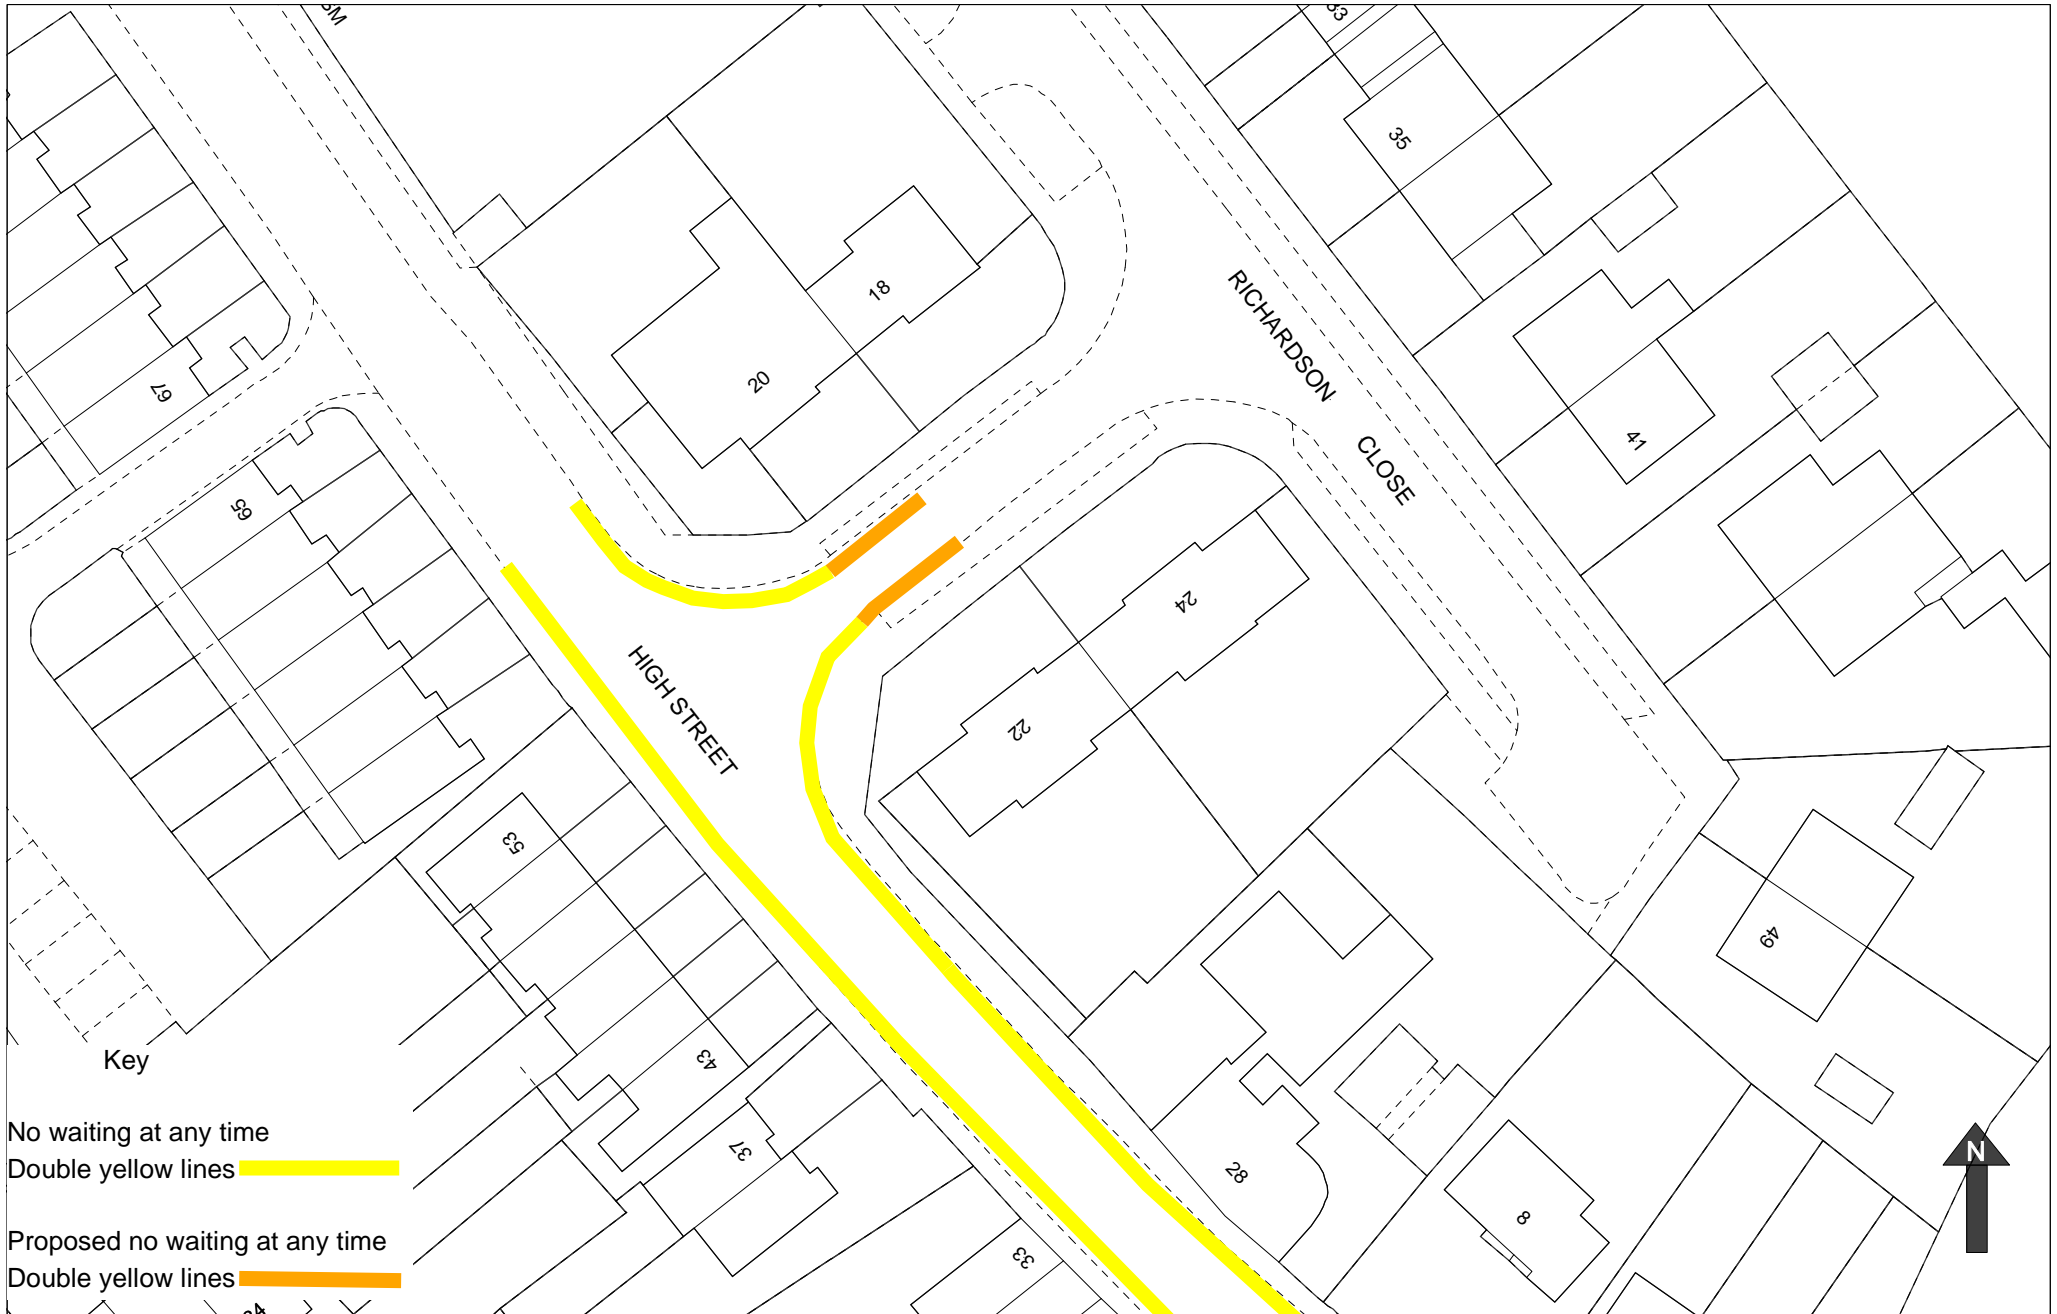 35
18
20
67
RICHARDSON
CLOSE
41
65
24
22
HIGH STREET
53
49
43
37
28
8
33
N
Key
No waiting at any time
Double yellow lines
Proposed no waiting at any time
Double yellow lines